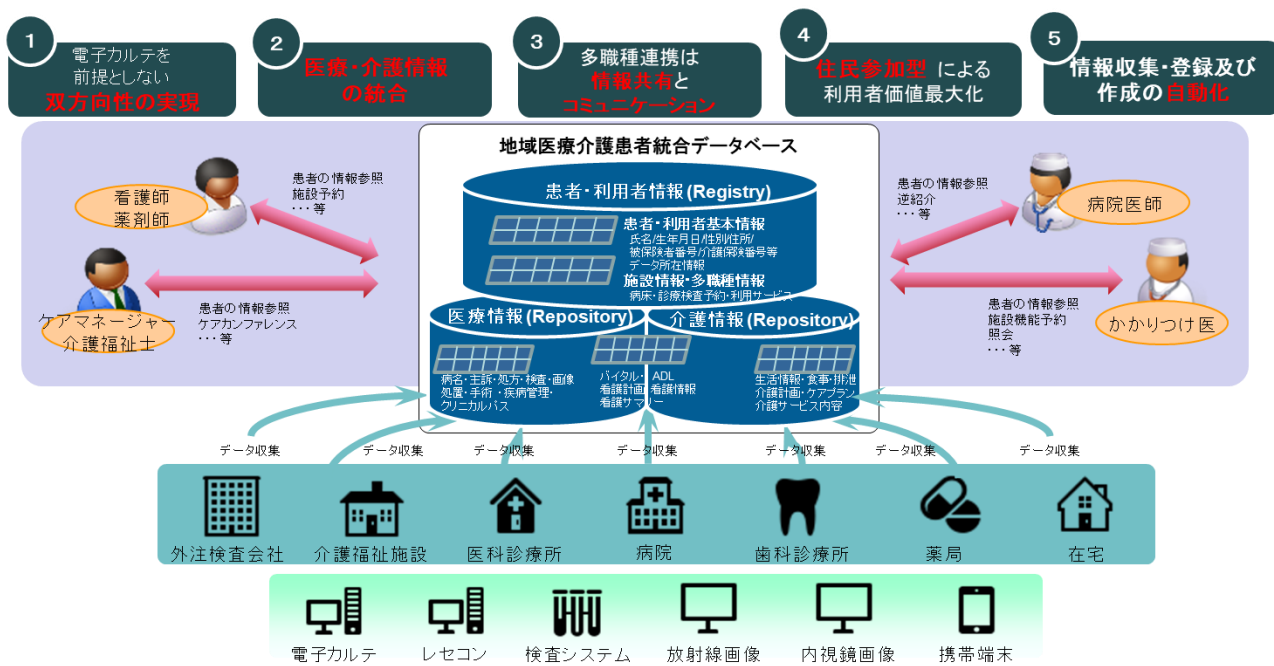 1
電子カルテを
前提としない
双方向性の実現
2
医療・介護情報
の統合
3
多職種連携は
情報共有と
コミュニケーション
4
住民参加型 による
利用者価値最大化
5
情報収集・登録及び
作成の自動化
地域医療介護患者統合データベース
患者・利用者情報(Registry)
患者・利用者基本情報
氏名/生年月日/性別/住所/
被保険者番号/介護保険番号等
データ所在情報
施設情報・多職種情報
病床・診療検査予約・利用サービス
医療情報(Repository)
介護情報(Repository)
病名・主訴・処方・検査・画像
処置・手術・疾病管理・
クリニカルパス
バイタル・ ADL
看護計画 看護情報
看護サマリー
生活情報・食事・排泄
介護計画・ケアプラン
介護サービス内容
看護師
薬剤師
患者の情報参照
施設予約
・・・等
ケアマネージャー
介護福祉士
患者の情報参照
ケアカンファレンス
・・・等
患者の情報参照
逆紹介
・・・等
病院医師
患者の情報参照
施設機能予約
照会
・・・等
かかりつけ医
データ収集
データ収集
データ収集
データ収集
データ収集
データ収集
データ収集
外注検査会社
介護福祉施設
医科診療所
病院
歯科診療所
薬局
在宅
電子カルテ
レセコン
検査システム
放射線画像
内視鏡画像
携帯端末